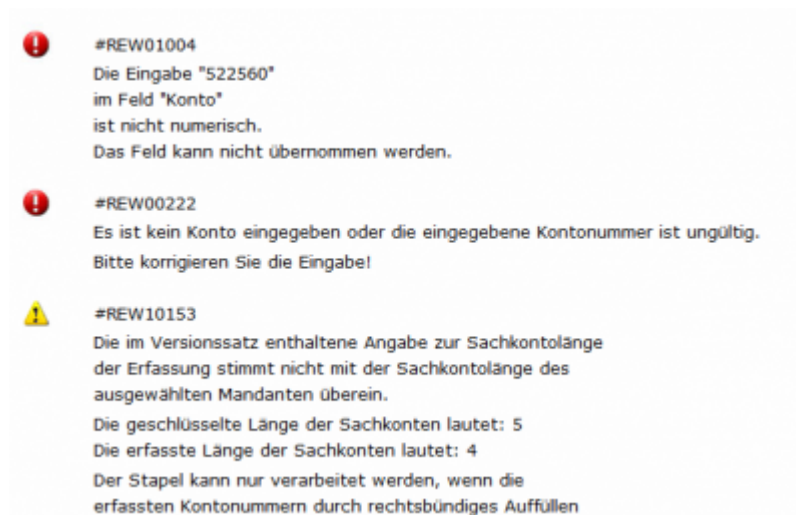 #REW01004
Die Eingabe "522560"
im Feld "Konto"
ist nicht numerisch.
Das Feld kann nicht übernommen werden.
#REW00222
Es ist kein Konto eingegeben oder die eingegebene Kontonummer ist ungültig.
Bitte korrigieren Sie die Eingabe!
#REW10153
Die im Versionssatz enthaltene Angabe zur Sachkontolänge
der Erfassung stimmt nicht mit der Sachkontolänge des
ausgewählten Mandanten überein.
Die geschlüsselte Länge der Sachkonten lautet: 5
Die erfasste Länge der Sachkonten lautet: 4
Der Stapel kann nur verarbeitet werden, wenn die
erfassten Kontonummern durch rechtsbündiges Auffüllen